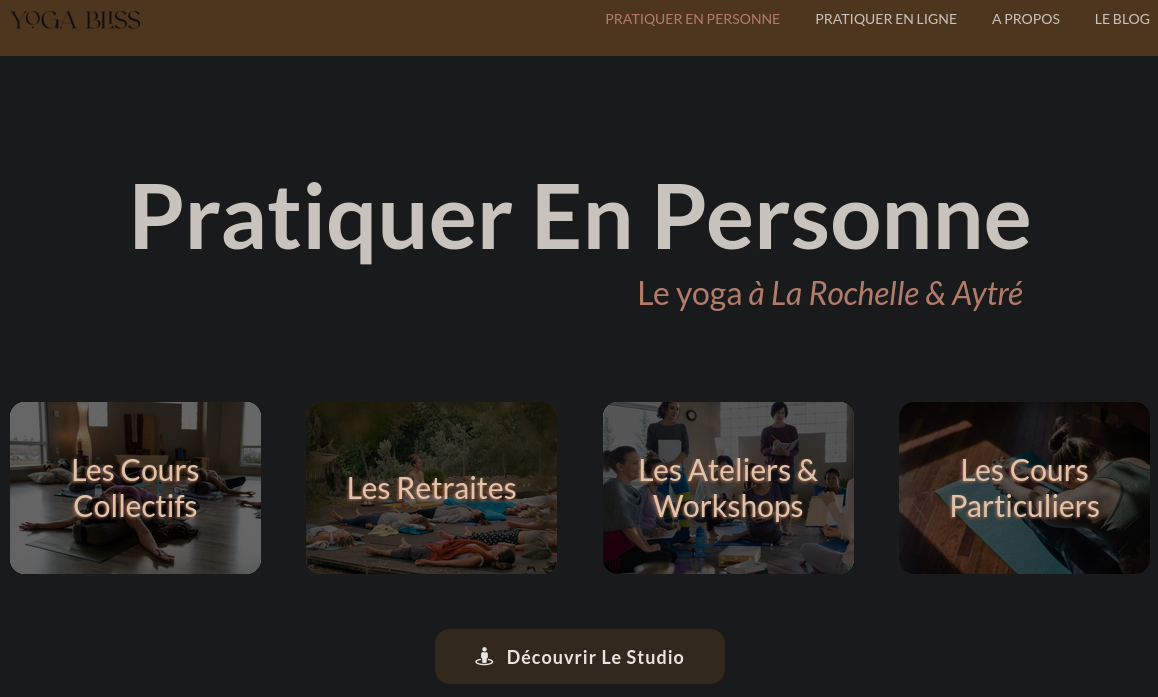 YOGA BLISS
PRATIQUER EN PERSONNE
PRATIQUER EN LIGNE
A PROPOS
LE BLOG
Pratiquer En Personne
Le yoga à La Rochelle & Aytré
Les Cours
Collectifs
Les Retraites
Les Ateliers &
Workshops
Les Cours
Particuliers
Découvrir Le Studio